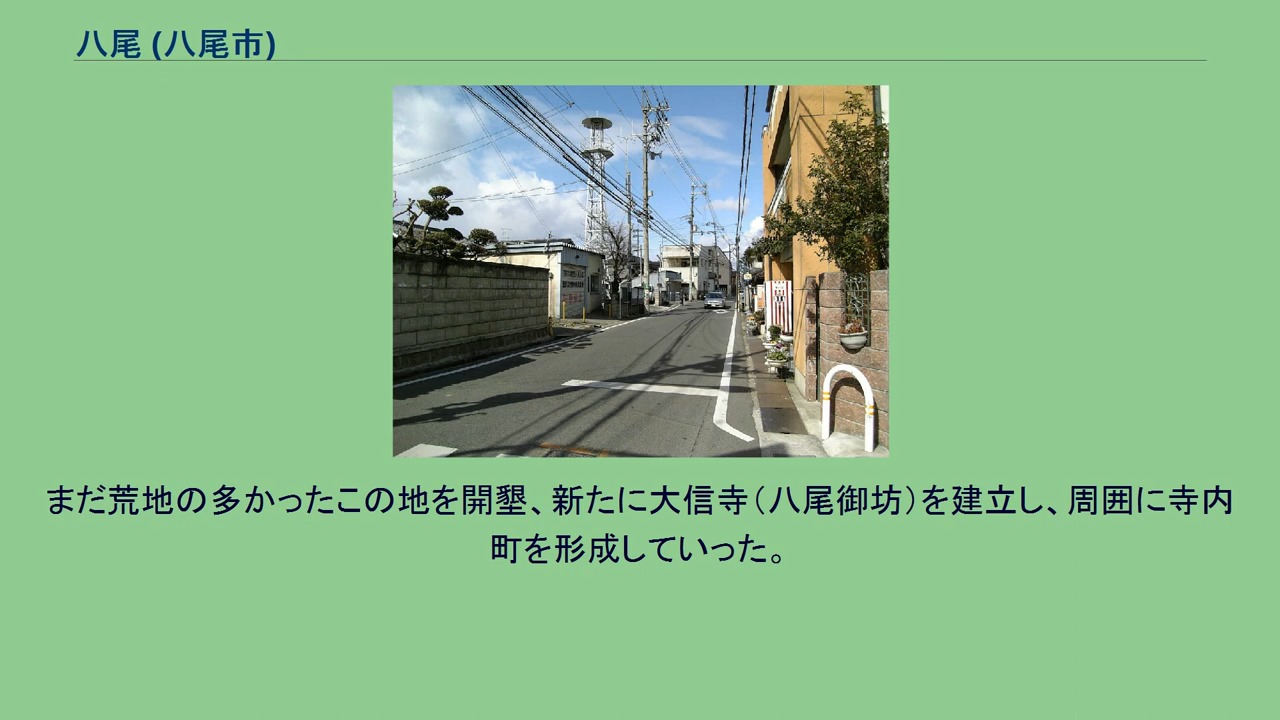 八尾 (八尾市)
まだ荒地の多かったこの地を開墾、新たに大信寺（八尾御坊）を建立し、周囲に寺内
町を形成していった。